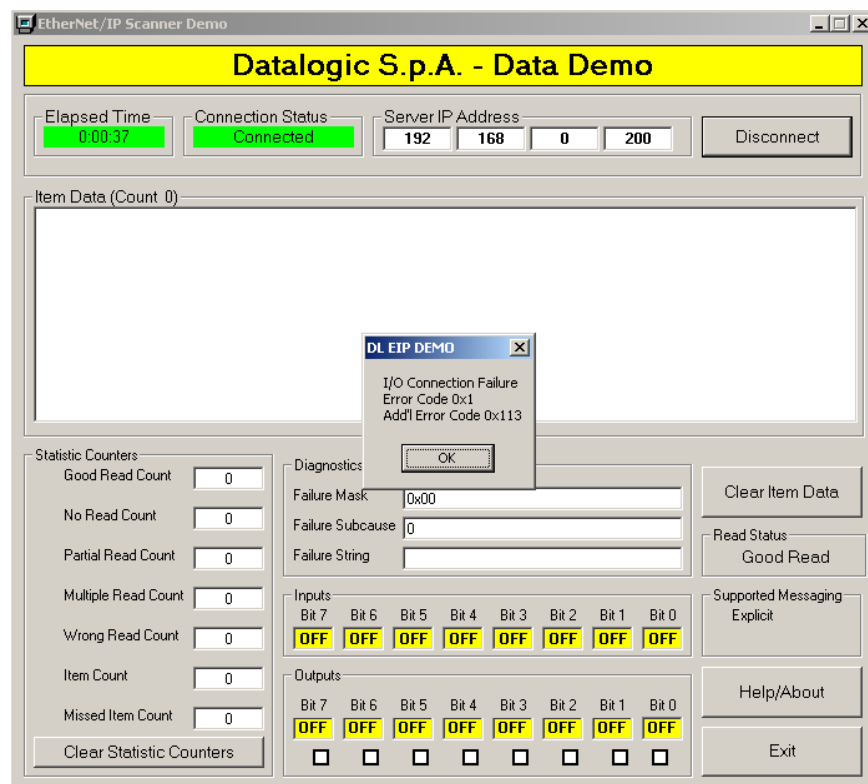 EtherNet/IP Scanner Demo
Datalogic S.p.A. - Data Demo
Elapsed Time
0:00:37
Connection Status
Connected
Server IP Address
192 168 0 200
Disconnect
Item Data (Count 0)
DL EIP DEMO
I/O Connection Failure
Error Code 0x1
Add'l Error Code 0x113
OK
Statistic Counters
Good Read Count 0
No Read Count 0
Partial Read Count 0
Multiple Read Count 0
Wrong Read Count 0
Item Count 0
Missed Item Count 0
Clear Statistic Counters
Diagnostics
Failure Mask 0x00
Failure Subcause 0
Failure String
Inputs
Bit 7 Bit 6 Bit 5 Bit 4 Bit 3 Bit 2 Bit 1 Bit 0
OFF OFF OFF OFF OFF OFF OFF OFF
Outputs
Bit 7 Bit 6 Bit 5 Bit 4 Bit 3 Bit 2 Bit 1 Bit 0
OFF OFF OFF OFF OFF OFF OFF OFF
Clear Item Data
Read Status
Good Read
Supported Messaging
Explicit
Help/About
Exit